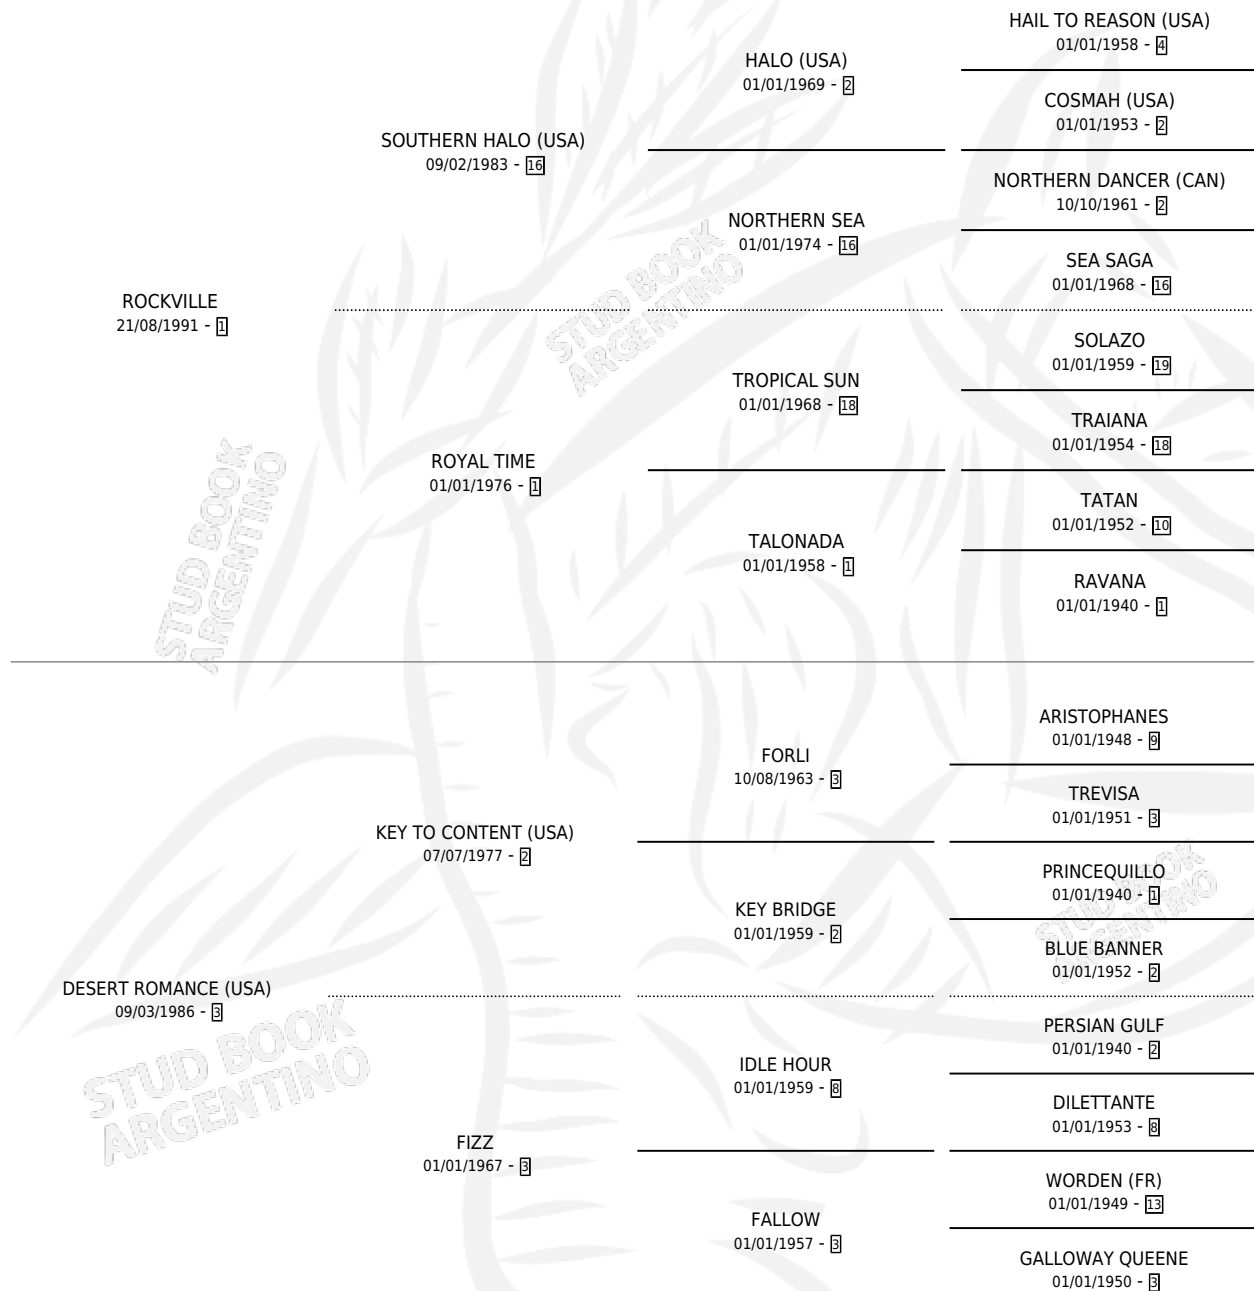 HAIL TO REASON (USA)
01/01/1958 - 4
HALO (USA)
01/01/1969 - 2
COSMAH (USA)
01/01/1953 - 2
SOUTHERN HALO (USA)
09/02/1983 - 16
NORTHERN DANCER (CAN)
10/10/1961 - 2
NORTHERN SEA
01/01/1974 - 16
SEA SAGA
01/01/1968 - 16
ROCKVILLE
21/08/1991 - 1
STUD BOOK
ARGENTINO
SOLAZO
01/01/1959 - 19
TROPICAL SUN
01/01/1968 - 18
TRAIANA
01/01/1954 - 18
ROYAL TIME
01/01/1976 - 1
TATAN
01/01/1952 - 10
TALONADA
01/01/1958 - 1
RAVANA
01/01/1940 - 1
STUD BOOK
ARGENTINO
ARISTOPHANES
01/01/1948 - 9
FORLI
10/08/1963 - 3
TREVISA
01/01/1951 - 3
KEY TO CONTENT (USA)
07/07/1977 - 2
PRINCEQUILLO
01/01/1940 - 1
KEY BRIDGE
01/01/1959 - 2
STUD BOOK
ARGENTINO
BLUE BANNER
01/01/1952 - 2
DESERT ROMANCE (USA)
09/03/1986 - 3
PERSIAN GULF
01/01/1940 - 2
IDLE HOUR
01/01/1959 - 8
DILETTANTE
01/01/1953 - 8
STUD BOOK
ARGENTINO
FIZZ
01/01/1967 - 3
WORDEN (FR)
01/01/1949 - 13
FALLOW
01/01/1957 - 3
GALLOWAY QUEENE
01/01/1950 - 3